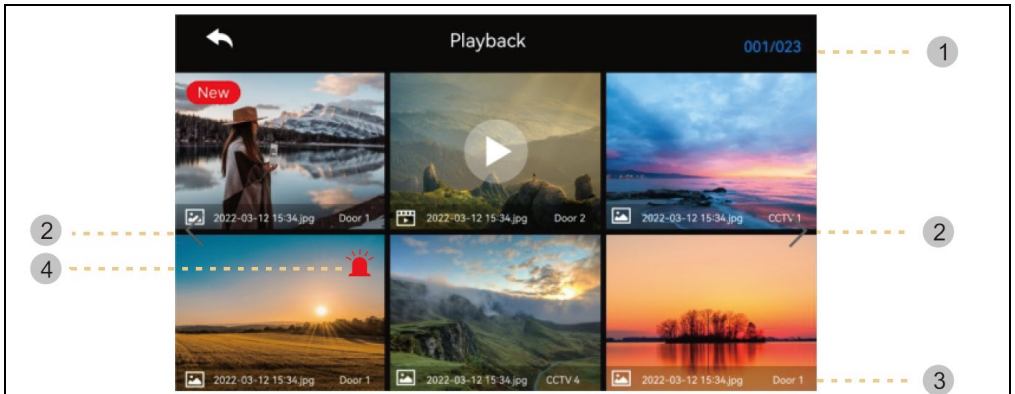 Playback
001/023
1
New
2022-03-12 15:34.jpg Door 1
2022-03-12 15:34.jpg Door 2
2022-03-12 15:34.jpg CCTV 1
2
2
4
2022-03-12 15:34.jpg Door 1
2022-03-12 15:34.jpg CCTV 4
2022-03-12 15:34.jpg Door 1
3